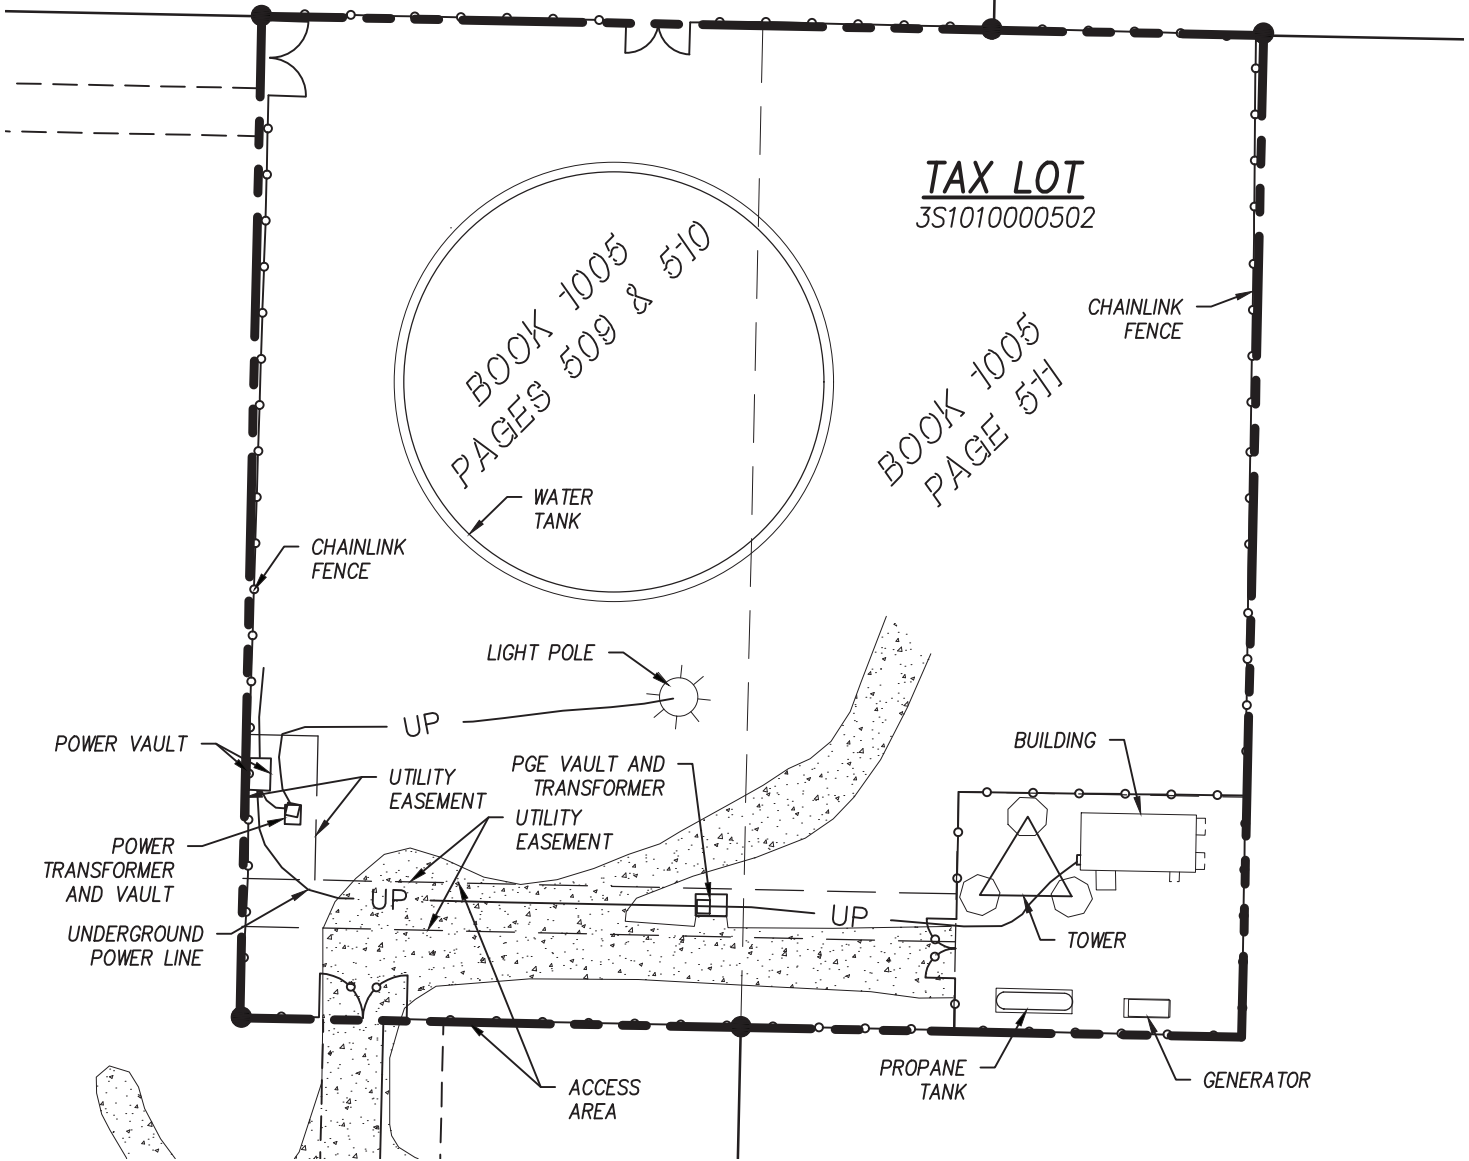 TAX LOT
3S1010000502
BOOK 1005
PAGES 509 & 510
CHAINLINK
FENCE
BOOK 1005
PAGE 511
WATER
TANK
CHAINLINK
FENCE
LIGHT POLE
UP
POWER VAULT
BUILDING
PGE VAULT AND
TRANSFORMER
UTILITY
EASEMENT
UTILITY
EASEMENT
POWER
TRANSFORMER
AND VAULT
UP
UP
UNDERGROUND
POWER LINE
TOWER
PROPANE
TANK
GENERATOR
ACCESS
AREA